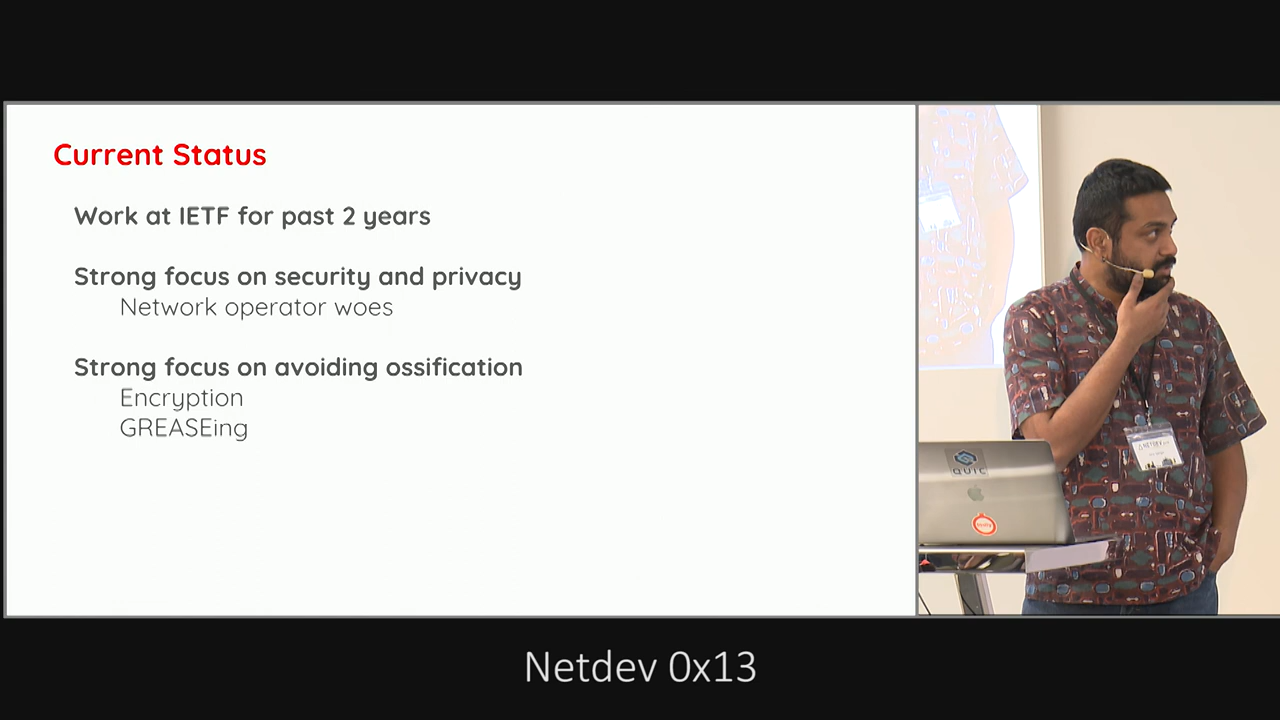 Current Status
Work at IETF for past 2 years
Strong focus on security and privacy
Network operator woes
Strong focus on avoiding ossification
Encryption
GREASEing
QUIC
Netdev 0x13